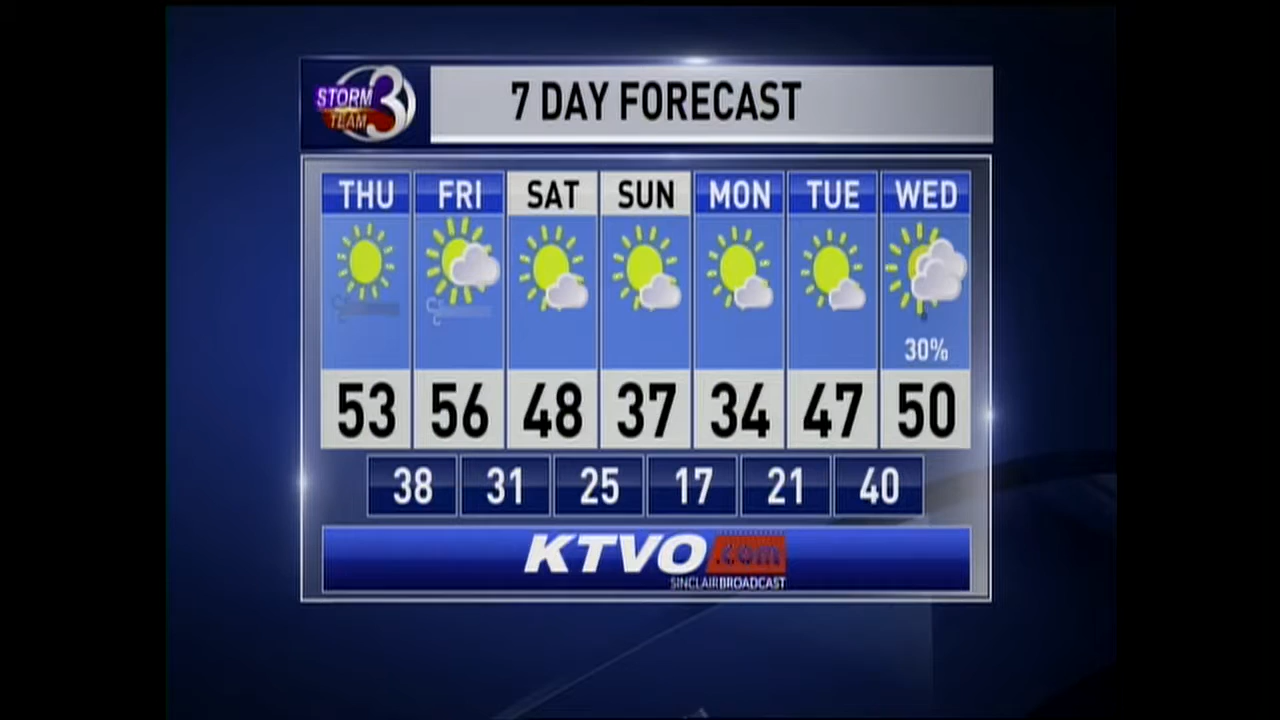 STORM
TEAM
3
7 DAY FORECAST
THU FRI SAT SUN MON TUE WED
30%
53 56 48 37 34 47 50
38 31 25 17 21 40
KTVO.com
SINCLAIRBROADCAST